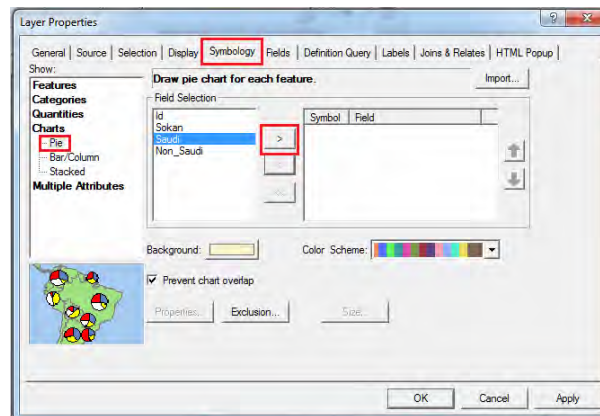 Layer Properties
General Source Selection Display Symbology Fields Definition Query Labels Joins & Relates HTML Popup
Show:
Features
Categories
Quantities
Charts
Pie
Bar/Column
Stacked
Multiple Attributes
Draw pie chart for each feature.
Import...
Field Selection
Id
Sokan
Saudi
Non_Saudi
>
<
<<
Symbol Field
Background:
Color Scheme:
Prevent chart overlap
Properties...
Exclusion...
Size...
OK
Cancel
Apply